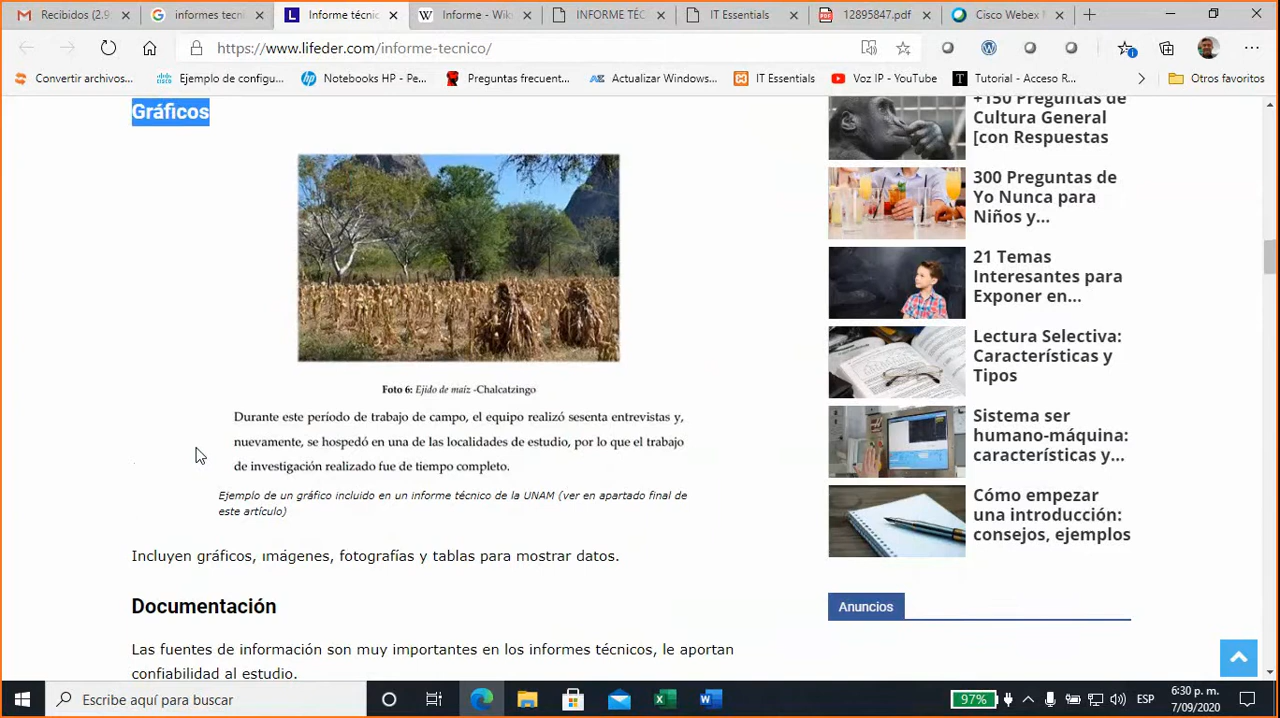 Recibidos (2.9
informes tecni
Informe técnic
Informe - Wik
INFORME TÉC
IT Essentials
12895847.pdf
Cisco Webex M
https://www.lifeder.com/informe-tecnico/
Convertir archivos...
Ejemplo de configu...
Notebooks HP - Pe...
Preguntas frecuent...
Actualizar Windows...
IT Essentials
Voz IP - YouTube
Tutorial - Acceso R...
Otros favoritos
Gráficos
Foto 6: Ejido de maíz -Chalcatzingo
Durante este período de trabajo de campo, el equipo realizó sesenta entrevistas y,
nuevamente, se hospedó en una de las localidades de estudio, por lo que el trabajo
de investigación realizado fue de tiempo completo.
Ejemplo de un gráfico incluido en un informe técnico de la UNAM (ver en apartado final de
este artículo)
Incluyen gráficos, imágenes, fotografías y tablas para mostrar datos.
Documentación
Las fuentes de información son muy importantes en los informes técnicos, le aportan
confiabilidad al estudio.
+150 Preguntas de
Cultura General
[con Respuestas
300 Preguntas de
Yo Nunca para
Niños y...
21 Temas
Interesantes para
Exponer en...
Lectura Selectiva:
Características y
Tipos
Sistema ser
humano-máquina:
características y...
Cómo empezar
una introducción:
consejos, ejemplos
Anuncios
Escribe aquí para buscar
97%
ESP
6:30 p. m.
7/09/2020